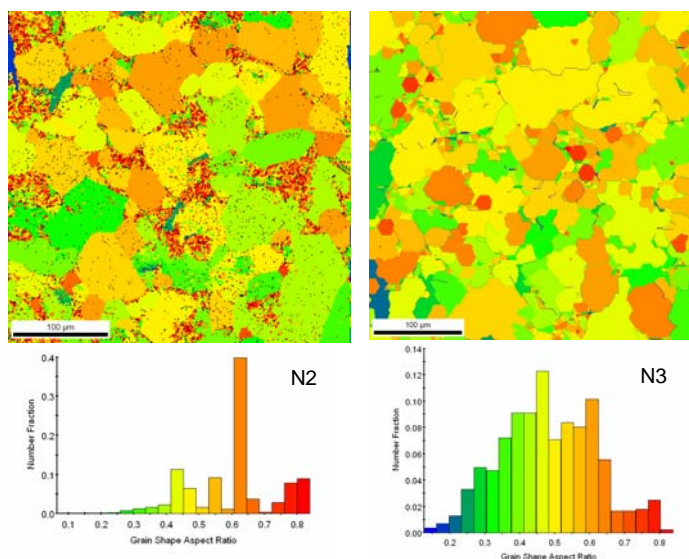 100 µm
100 µm
N2
Number Fraction
0.4
0.3
0.2
0.1
0.0
0.1 0.2 0.3 0.4 0.5 0.6 0.7 0.8
Grain Shape Aspect Ratio
N3
Number Fraction
0.14
0.12
0.10
0.08
0.06
0.04
0.02
0.00
0.2 0.3 0.4 0.5 0.6 0.7 0.8
Grain Shape Aspect Ratio